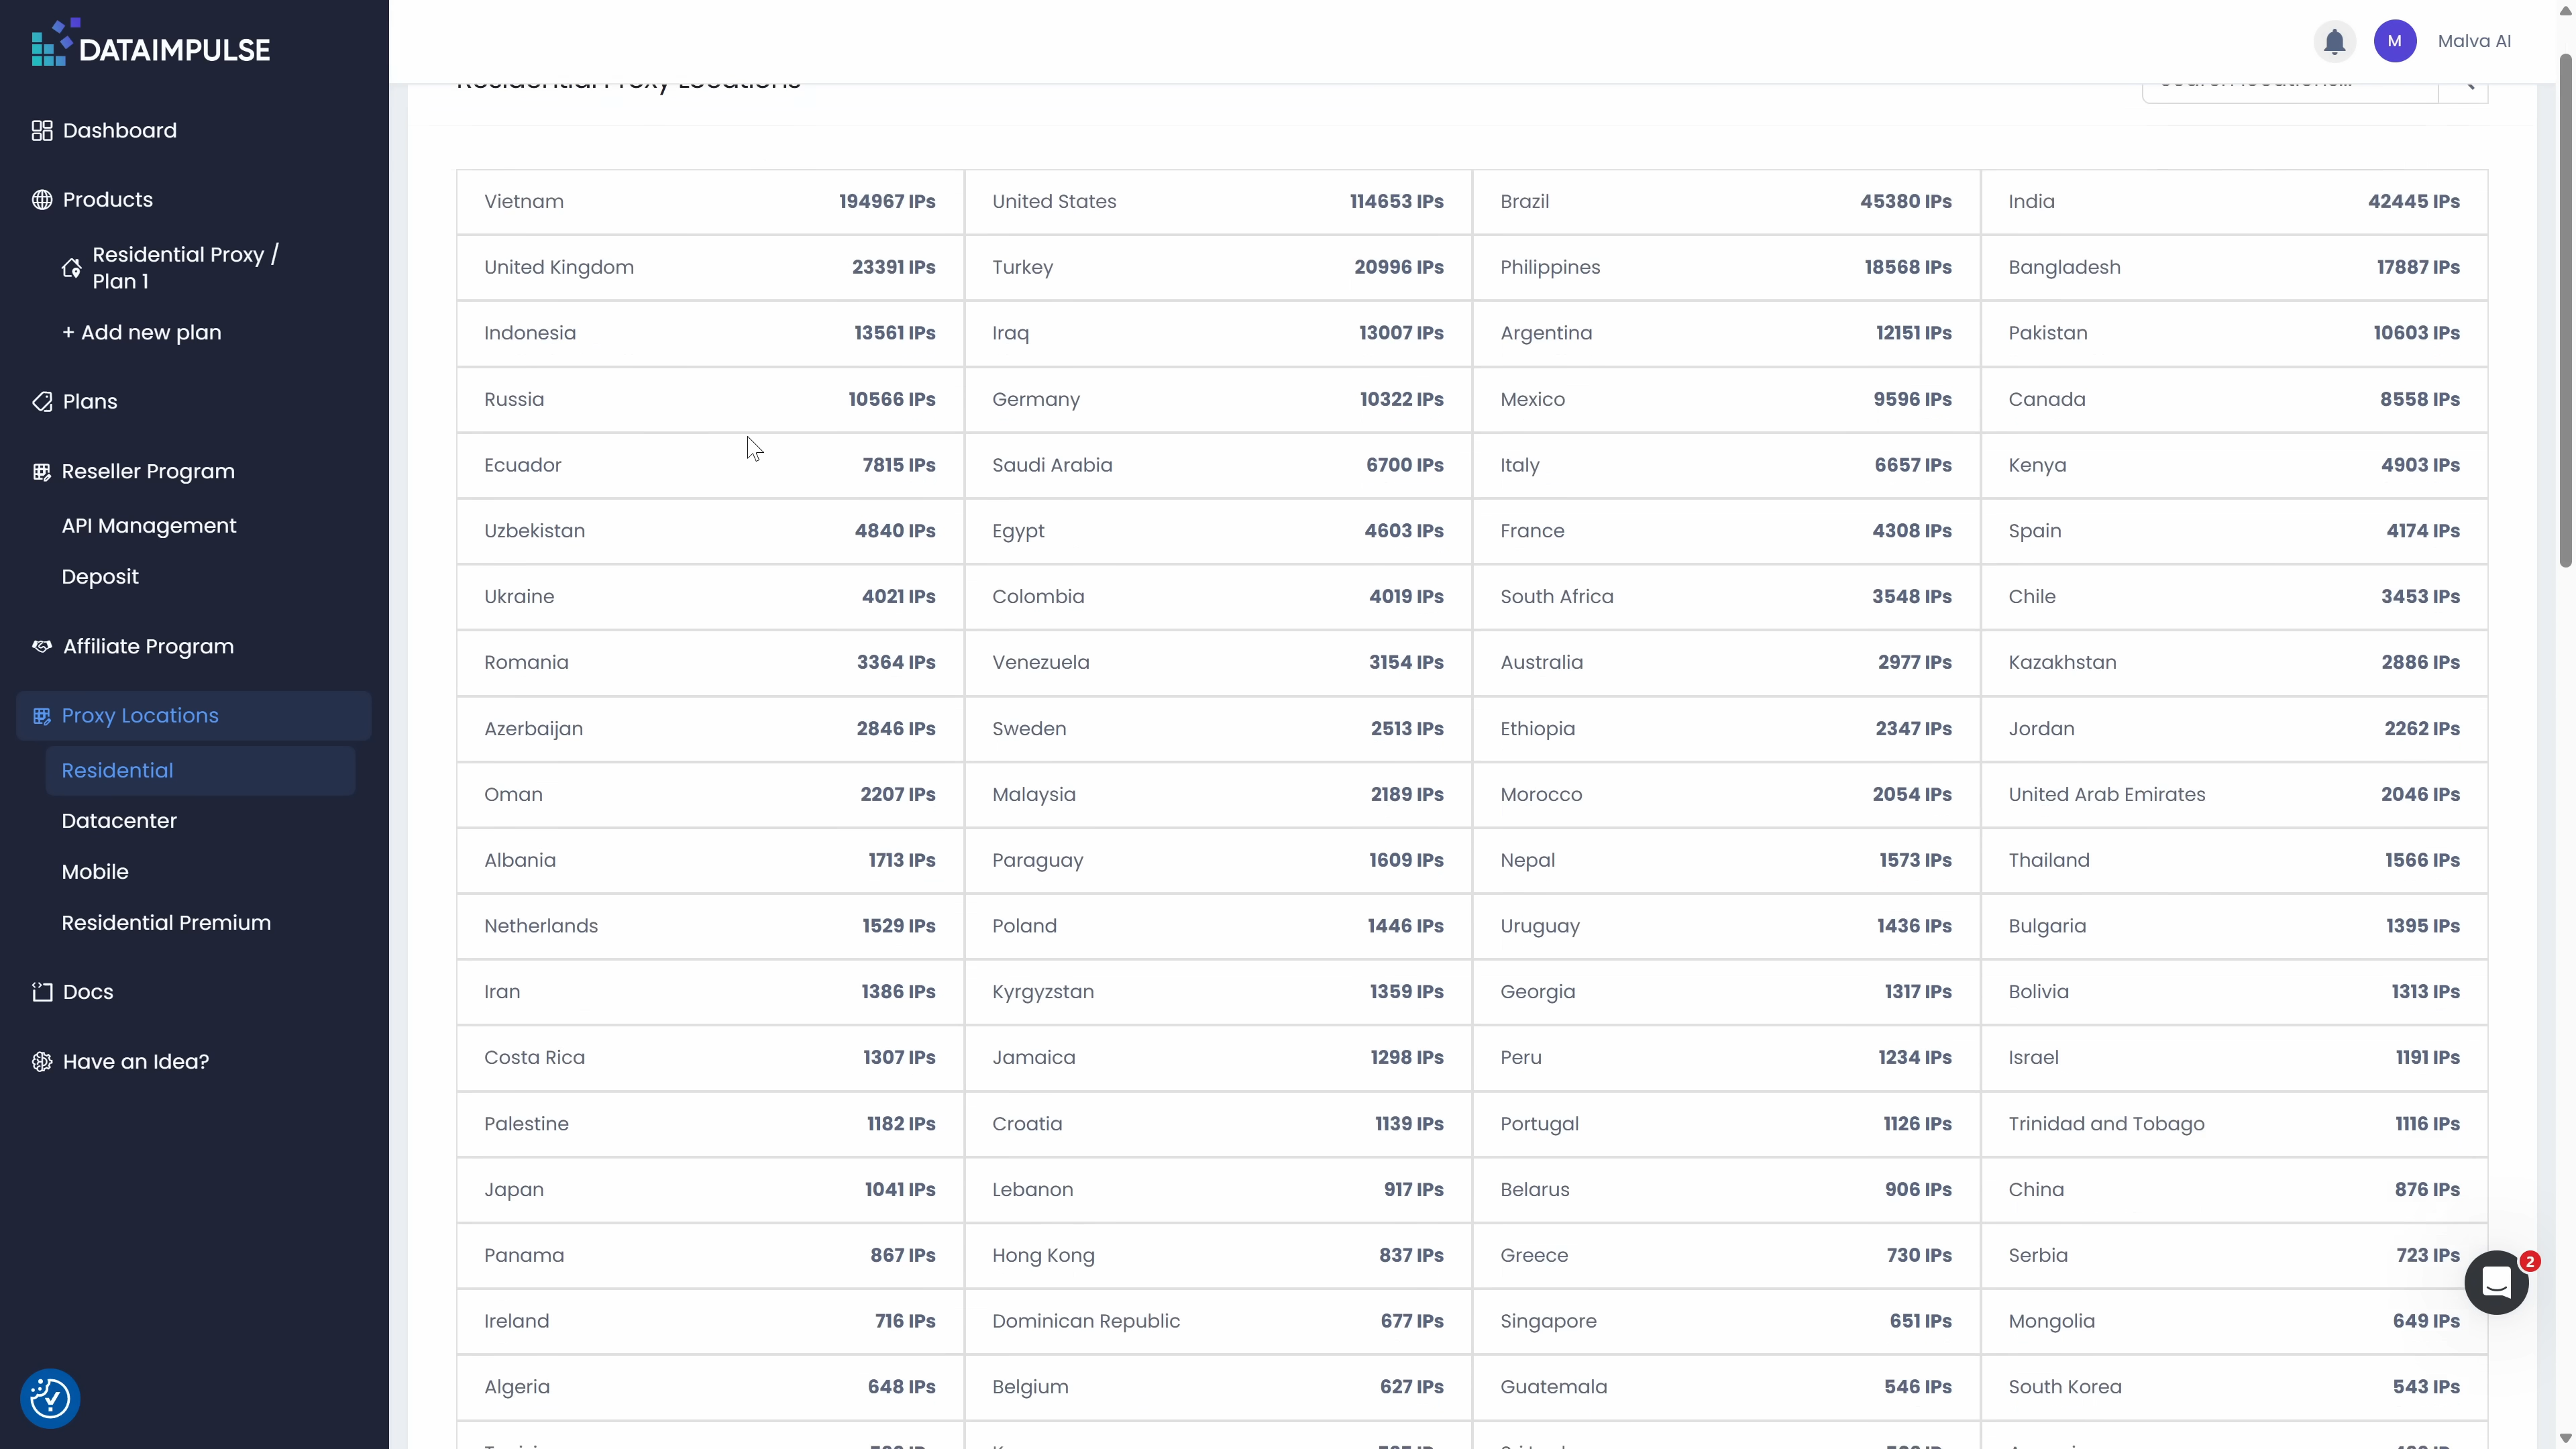 DATAIMPULSE
Dashboard
Products
Residential Proxy /
Plan 1
+ Add new plan
Plans
Reseller Program
API Management
Deposit
Affiliate Program
Proxy Locations
Residential
Datacenter
Mobile
Residential Premium
Docs
Have an Idea?
M Malva AI
Residential Proxy Locations
Vietnam 194967 IPs United States 114653 IPs Brazil 45380 IPs India 42445 IPs
United Kingdom 23391 IPs Turkey 20996 IPs Philippines 18568 IPs Bangladesh 17887 IPs
Indonesia 13561 IPs Iraq 13007 IPs Argentina 12151 IPs Pakistan 10603 IPs
Russia 10566 IPs Germany 10322 IPs Mexico 9596 IPs Canada 8558 IPs
Ecuador 7815 IPs Saudi Arabia 6700 IPs Italy 6657 IPs Kenya 4903 IPs
Uzbekistan 4840 IPs Egypt 4603 IPs France 4308 IPs Spain 4174 IPs
Ukraine 4021 IPs Colombia 4019 IPs South Africa 3548 IPs Chile 3453 IPs
Romania 3364 IPs Venezuela 3154 IPs Australia 2977 IPs Kazakhstan 2886 IPs
Azerbaijan 2846 IPs Sweden 2513 IPs Ethiopia 2347 IPs Jordan 2262 IPs
Oman 2207 IPs Malaysia 2189 IPs Morocco 2054 IPs United Arab Emirates 2046 IPs
Albania 1713 IPs Paraguay 1609 IPs Nepal 1573 IPs Thailand 1566 IPs
Netherlands 1529 IPs Poland 1446 IPs Uruguay 1436 IPs Bulgaria 1395 IPs
Iran 1386 IPs Kyrgyzstan 1359 IPs Georgia 1317 IPs Bolivia 1313 IPs
Costa Rica 1307 IPs Jamaica 1298 IPs Peru 1234 IPs Israel 1191 IPs
Palestine 1182 IPs Croatia 1139 IPs Portugal 1126 IPs Trinidad and Tobago 1116 IPs
Japan 1041 IPs Lebanon 917 IPs Belarus 906 IPs China 876 IPs
Panama 867 IPs Hong Kong 837 IPs Greece 730 IPs Serbia 723 IPs
2
Ireland 716 IPs Dominican Republic 677 IPs Singapore 651 IPs Mongolia 649 IPs
Algeria 648 IPs Belgium 627 IPs Guatemala 546 IPs South Korea 543 IPs